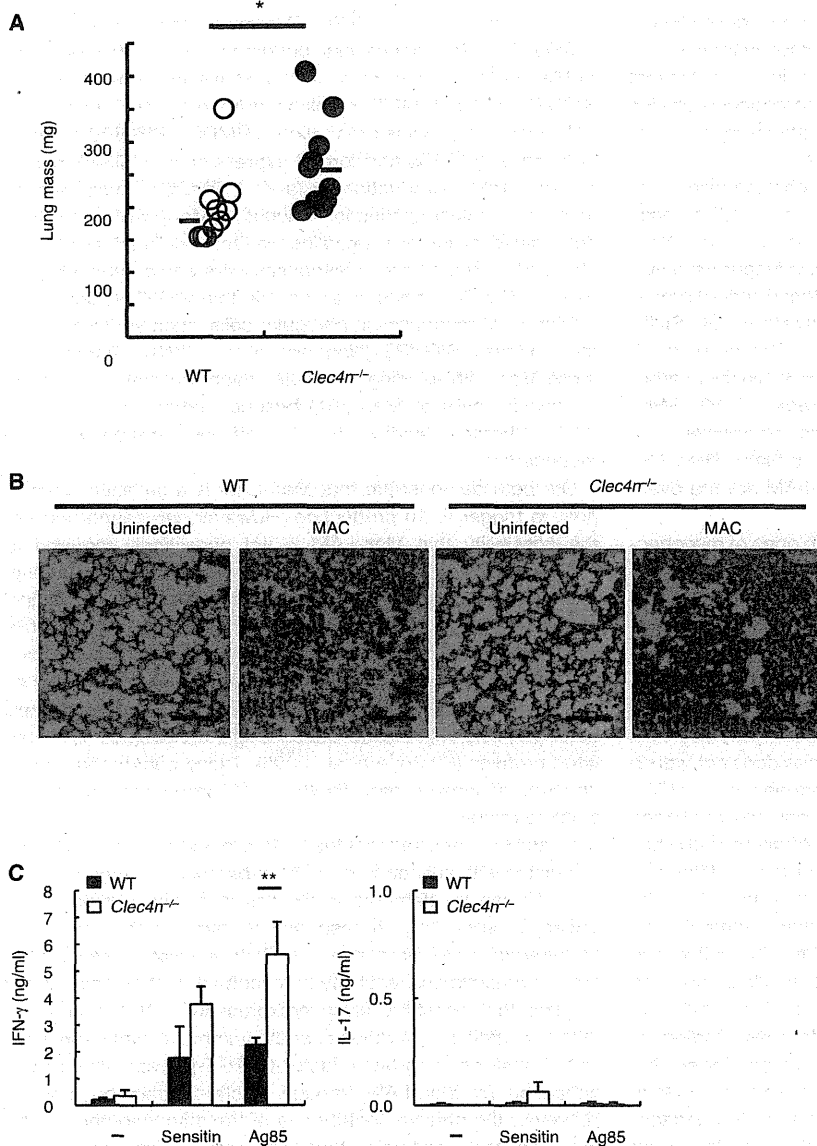 A
*
Lung mass (mg)
400
300
200
100
0
WT
Clec4n–/–
B
WT
Clec4n–/–
Uninfected
MAC
Uninfected
MAC
C
WT
Clec4n–/–
**
IFN-γ (ng/ml)
8
7
6
5
4
3
2
1
0
–
Sensitin
Ag85
WT
Clec4n–/–
IL-17 (ng/ml)
1.0
0.5
0.0
–
Sensitin
Ag85